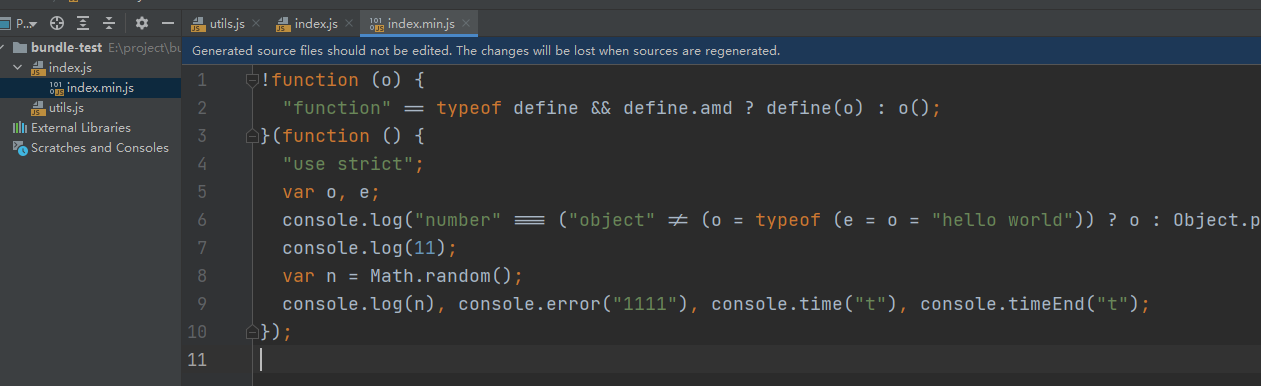 P...
utils.js
index.js
index.min.js
bundle-test E:\project\bu
index.js
index.min.js
utils.js
External Libraries
Scratches and Consoles
Generated source files should not be edited. The changes will be lost when sources are regenerated.
1 !function (o) {
2 "function" == typeof define && define.amd ? define(o) : o();
3 }(function () {
4 "use strict";
5 var o, e;
6 console.log("number" === ("object" != (o = typeof (e = o = "hello world")) ? o : Object.p
7 console.log(11);
8 var n = Math.random();
9 console.log(n), console.error("1111"), console.time("t"), console.timeEnd("t");
10 });
11